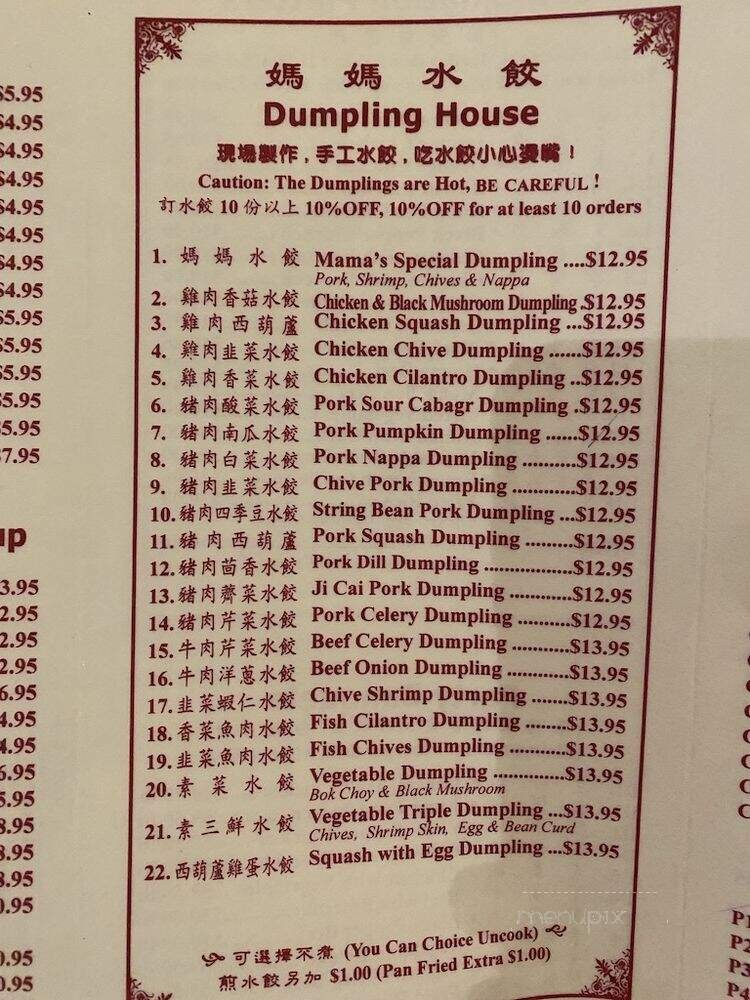 媽媽水餃
Dumpling House
現場製作,手工水餃,吃水餃小心燙嘴!
Caution: The Dumplings are Hot, BE CAREFUL!
訂水餃 10 份以上 10%OFF, 10%OFF for at least 10 orders
1. 媽媽水餃 Mama's Special Dumpling ....$12.95
Pork, Shrimp, Chives & Nappa
2. 雞肉香菇水餃 Chicken & Black Mushroom Dumpling .$12.95
3. 雞肉西葫蘆 Chicken Squash Dumpling ...$12.95
4. 雞肉韭菜水餃 Chicken Chive Dumpling ......$12.95
5. 雞肉香菜水餃 Chicken Cilantro Dumpling ..$12.95
6. 豬肉酸菜水餃 Pork Sour Cabagr Dumpling .$12.95
7. 豬肉南瓜水餃 Pork Pumpkin Dumpling ......$12.95
8. 豬肉白菜水餃 Pork Nappa Dumpling ..........$12.95
9. 豬肉韭菜水餃 Chive Pork Dumpling ............$12.95
10. 豬肉四季豆水餃 String Bean Pork Dumpling ...$12.95
11. 豬肉西葫蘆 Pork Squash Dumpling .........$12.95
12. 豬肉茴香水餃 Pork Dill Dumpling .................$12.95
13. 豬肉薺菜水餃 Ji Cai Pork Dumpling ...........$12.95
14. 豬肉芹菜水餃 Pork Celery Dumpling ...........$12.95
15. 牛肉芹菜水餃 Beef Celery Dumpling ...........$13.95
16. 牛肉洋蔥水餃 Beef Onion Dumpling ............$13.95
17. 韭菜蝦仁水餃 Chive Shrimp Dumpling .......$13.95
18. 香菜魚肉水餃 Fish Cilantro Dumpling ........$13.95
19. 韭菜魚肉水餃 Fish Chives Dumpling ...........$13.95
20. 素菜水餃 Vegetable Dumpling ..............$13.95
Bok Choy & Black Mushroom
21. 素三鮮水餃 Vegetable Triple Dumpling ...$13.95
Chives, Shrimp Skin, Egg & Bean Curd
22. 西葫蘆雞蛋水餃 Squash with Egg Dumpling ...$13.95
可選擇不煮 (You Can Choice Uncook)
煎水餃另加 $1.00 (Pan Fried Extra $1.00)
menupix